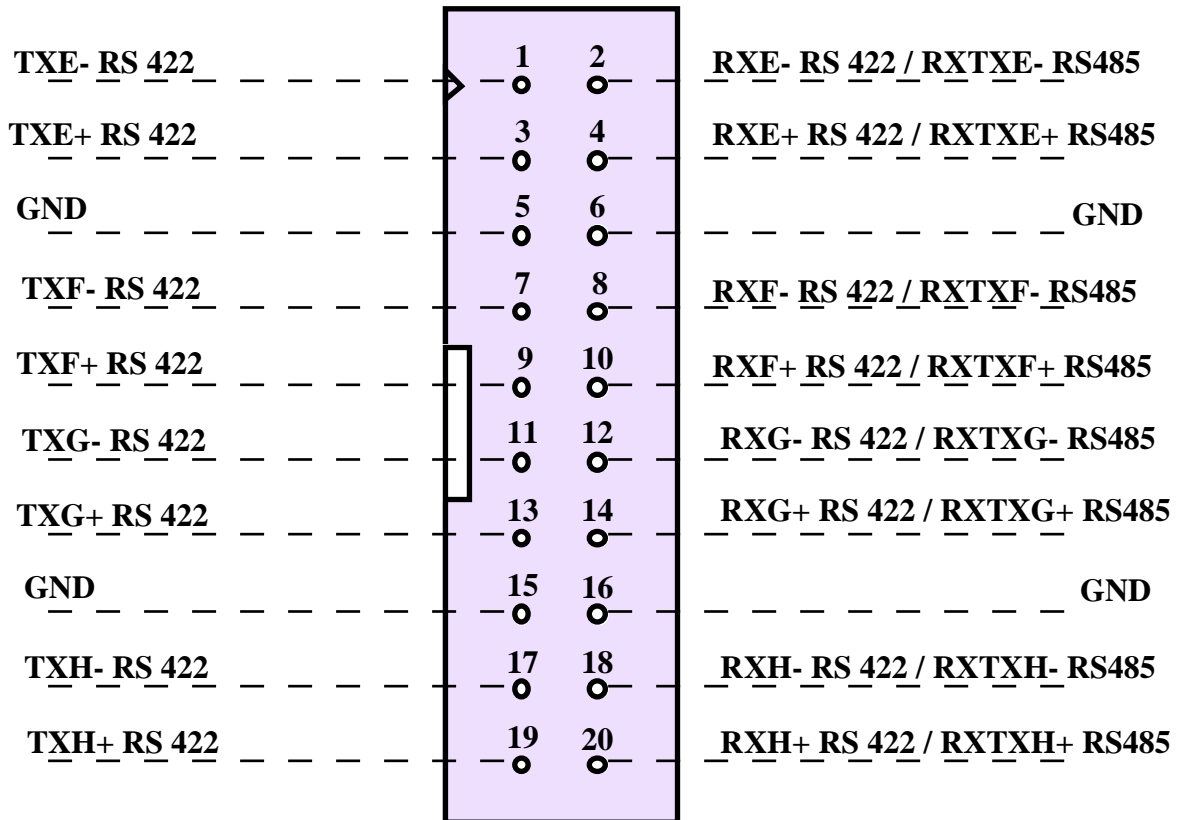 TXE- RS 422 1 2 RXE- RS 422 / RXTXE- RS485
TXE+ RS 422 3 4 RXE+ RS 422 / RXTXE+ RS485
GND 5 6 GND
TXF- RS 422 7 8 RXF- RS 422 / RXTXF- RS485
TXF+ RS 422 9 10 RXF+ RS 422 / RXTXF+ RS485
TXG- RS 422 11 12 RXG- RS 422 / RXTXG- RS485
TXG+ RS 422 13 14 RXG+ RS 422 / RXTXG+ RS485
GND 15 16 GND
TXH- RS 422 17 18 RXH- RS 422 / RXTXH- RS485
TXH+ RS 422 19 20 RXH+ RS 422 / RXTXH+ RS485